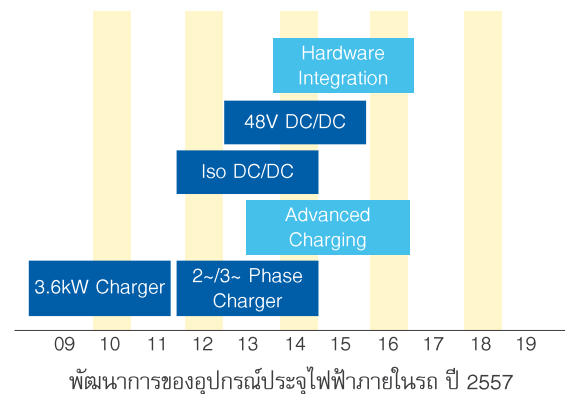 Hardware
Integration
48V DC/DC
Iso DC/DC
Advanced
Charging
3.6kW Charger
2~/3~ Phase
Charger
09 10 11 12 13 14 15 16 17 18 19
พัฒนาการของอุปกรณ์ประจุไฟฟ้าภายในรถ ปี 2557